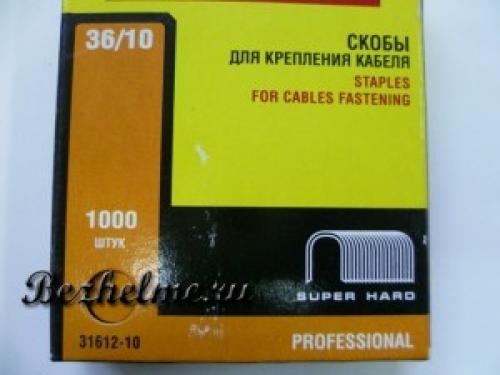 36/10
СКОБЫ
ДЛЯ КРЕПЛЕНИЯ КАБЕЛЯ
STAPLES
FOR CABLES FASTENING
1000
ШТУК
Bezhelme.ru
SUPER HARD
31612-10
PROFESSIONAL